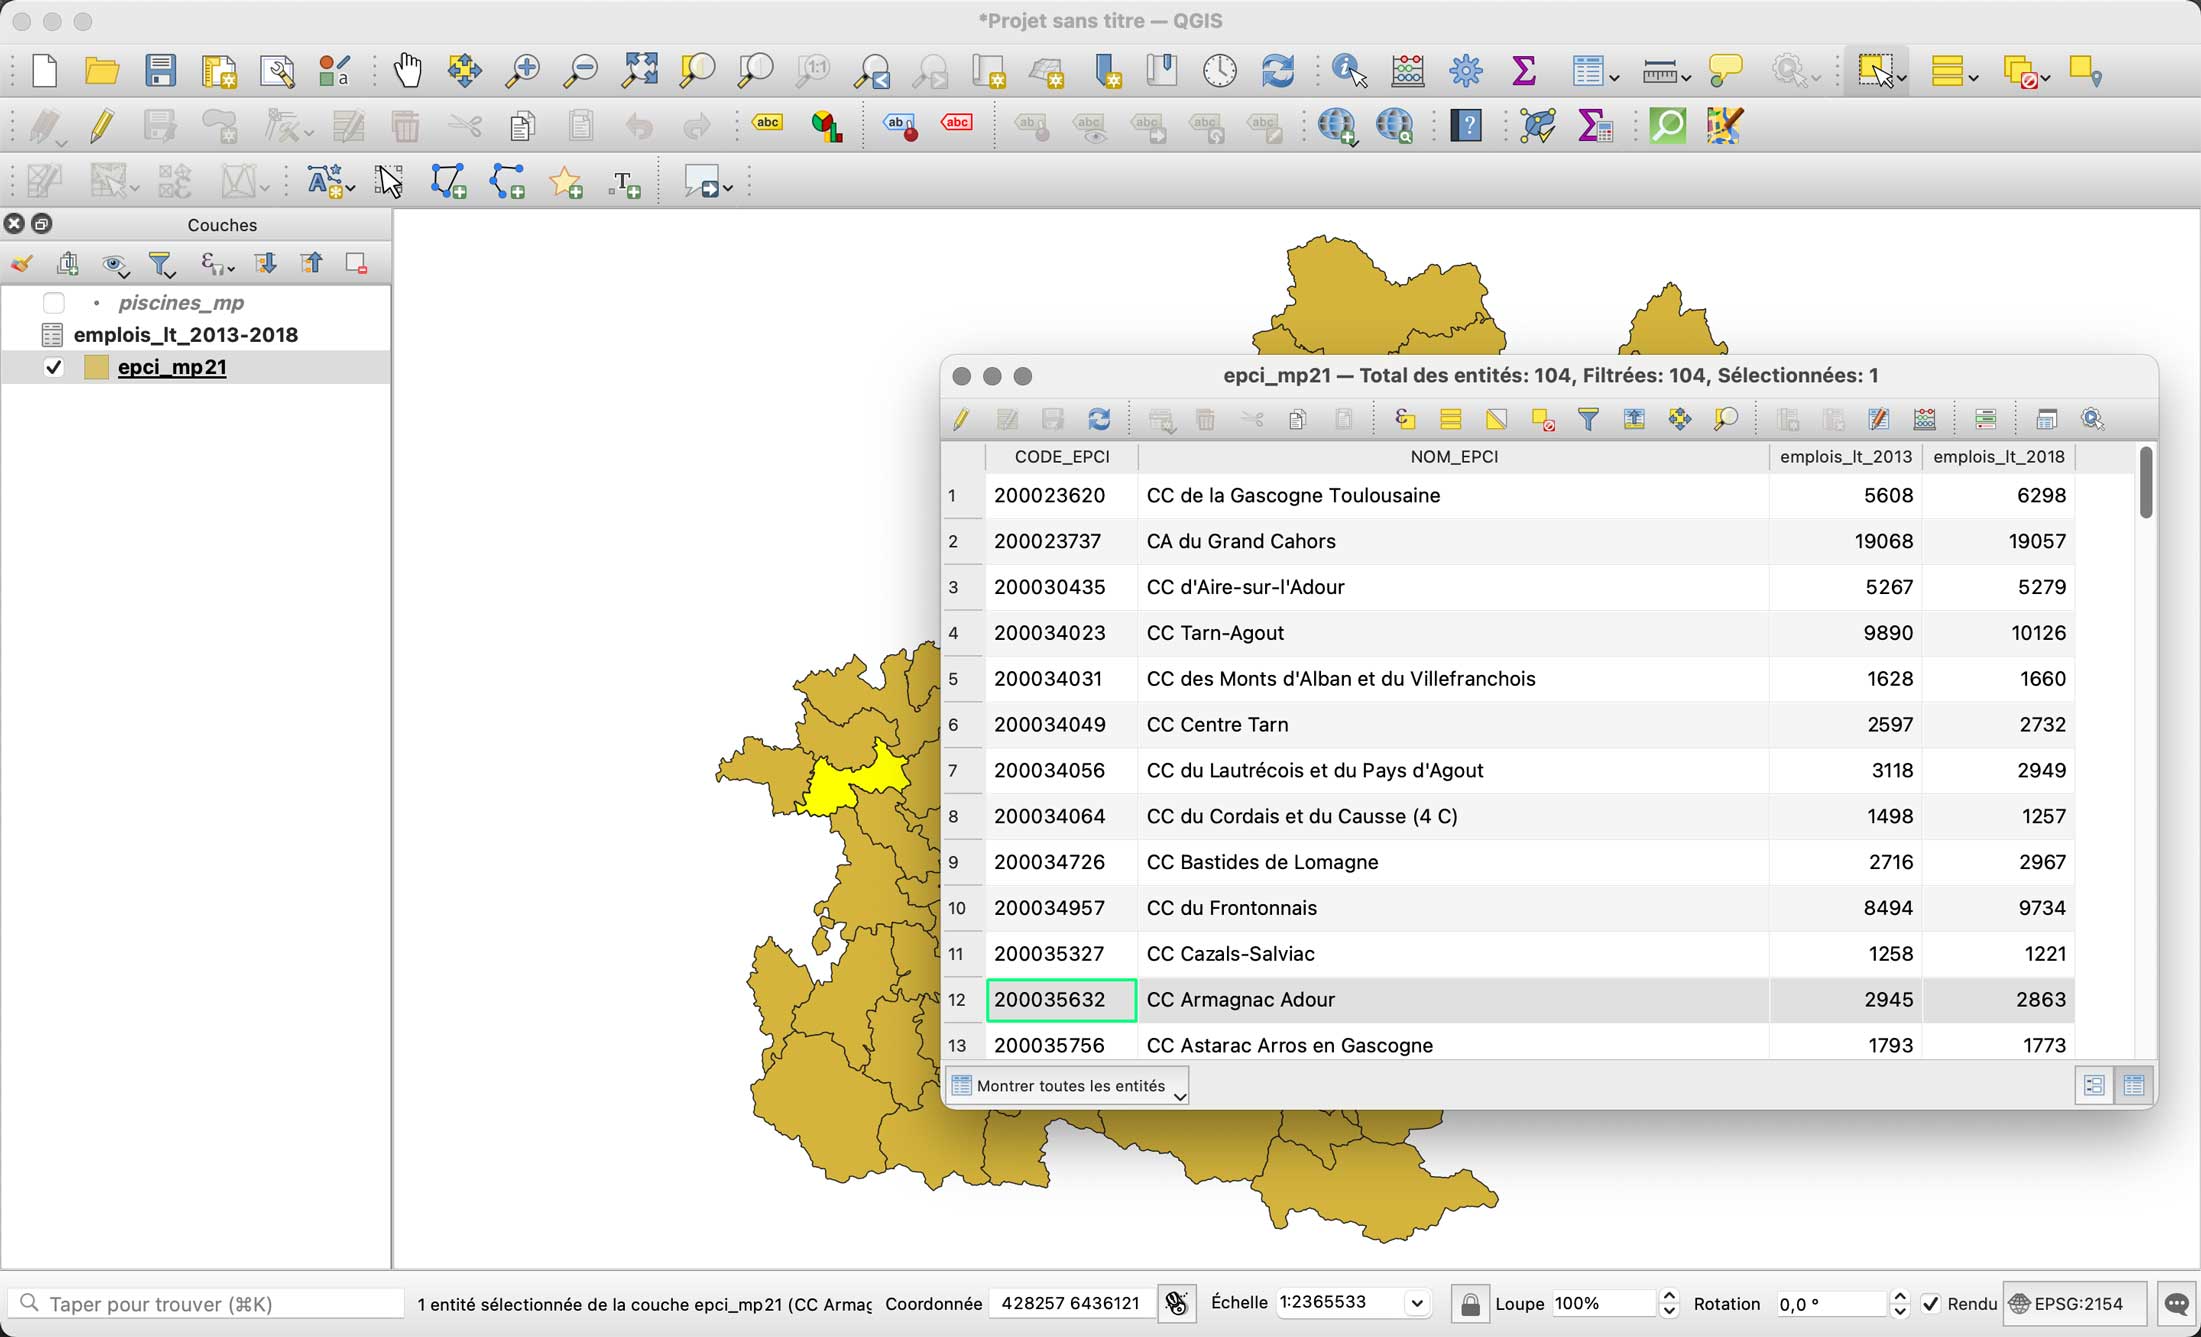 *Projet sans titre — QGIS
1:1
a
abc
ab
abc
Couches
piscines_mp
emplois_lt_2013-2018
epci_mp21
epci_mp21 — Total des entités: 104, Filtrées: 104, Sélectionnées: 1
CODE_EPCI NOM_EPCI emplois_lt_2013 emplois_lt_2018
1 200023620 CC de la Gascogne Toulousaine 5608 6298
2 200023737 CA du Grand Cahors 19068 19057
3 200030435 CC d'Aire-sur-l'Adour 5267 5279
4 200034023 CC Tarn-Agout 9890 10126
5 200034031 CC des Monts d'Alban et du Villefranchois 1628 1660
6 200034049 CC Centre Tarn 2597 2732
7 200034056 CC du Lautrécois et du Pays d'Agout 3118 2949
8 200034064 CC du Cordais et du Causse (4 C) 1498 1257
9 200034726 CC Bastides de Lomagne 2716 2967
10 200034957 CC du Frontonnais 8494 9734
11 200035327 CC Cazals-Salviac 1258 1221
12 200035632 CC Armagnac Adour 2945 2863
13 200035756 CC Astarac Arros en Gascogne 1793 1773
Montrer toutes les entités
Taper pour trouver (⌘K) 1 entité sélectionnée de la couche epci_mp21 (CC Armag Coordonnée 428257 6436121 Échelle 1:2365533 Loupe 100% Rotation 0,0 ° Rendu EPSG:2154